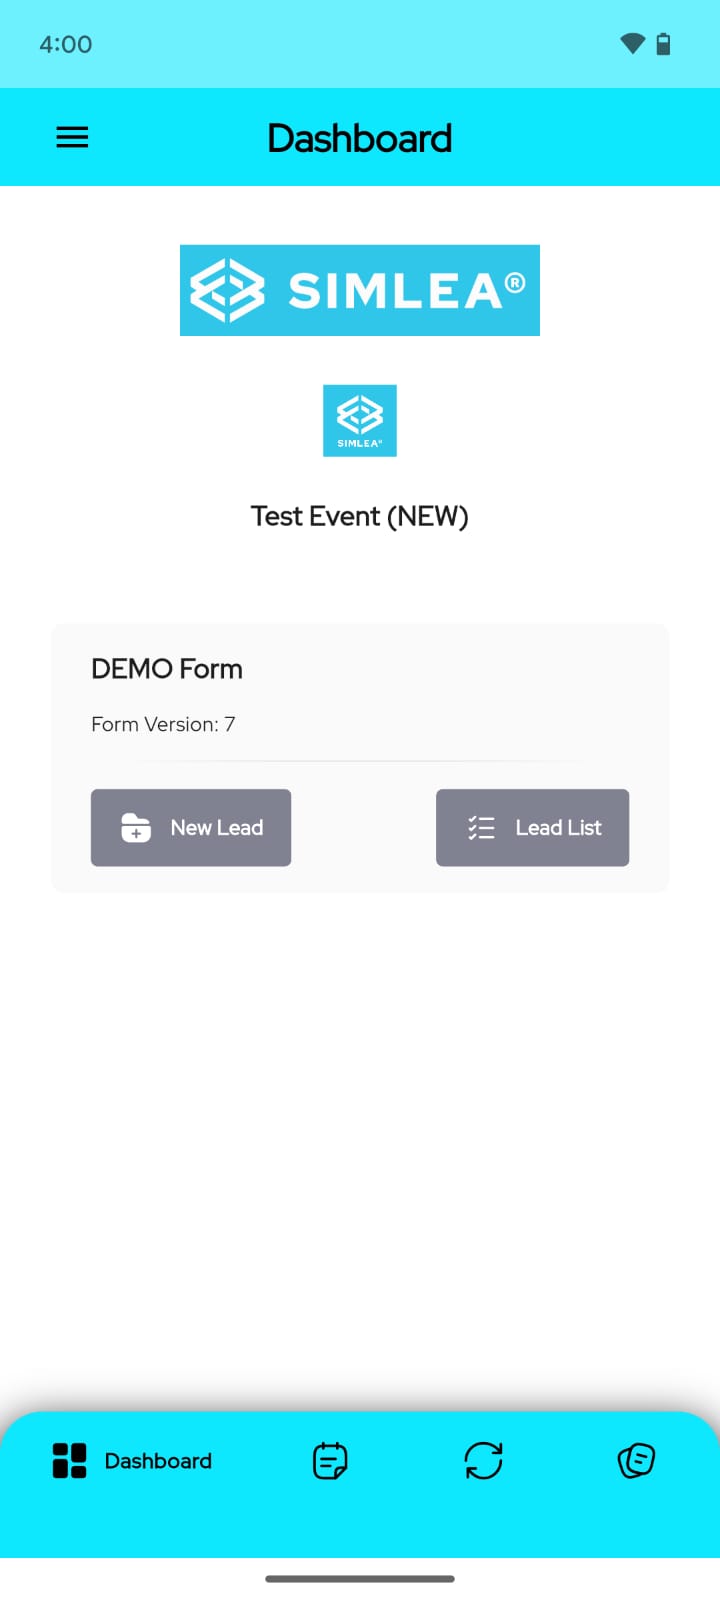 4:00
Dashboard
SIMLEA®
SIMLEA®
Test Event (NEW)
DEMO Form
Form Version: 7
New Lead
Lead List
Dashboard